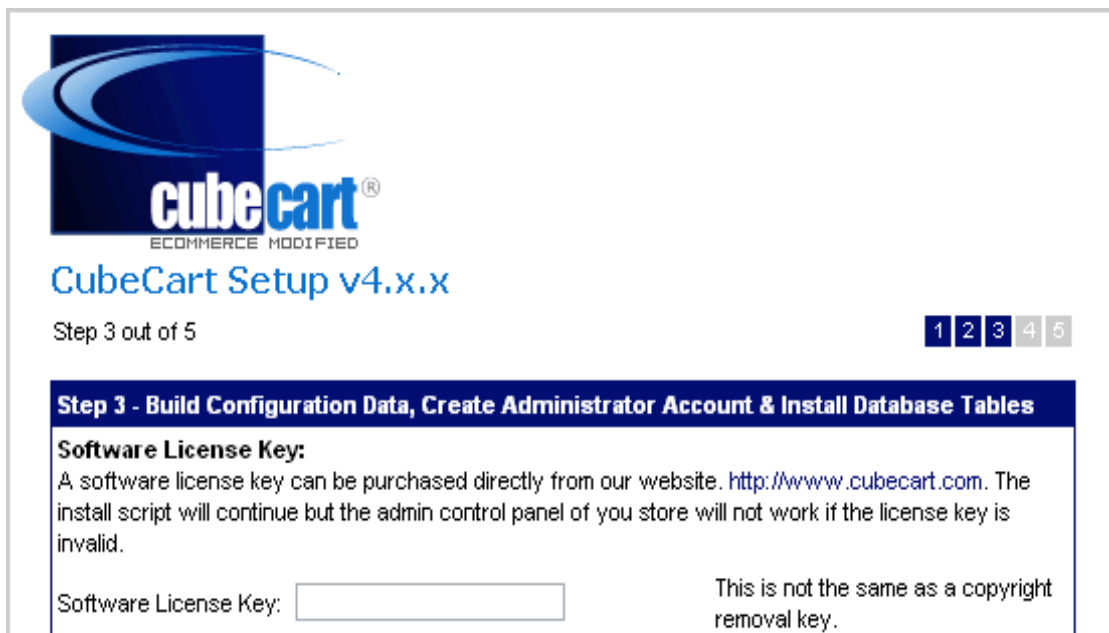 cubecart®
ECOMMERCE MODIFIED
CubeCart Setup v4.x.x
Step 3 out of 5
1 2 3 4 5
Step 3 - Build Configuration Data, Create Administrator Account & Install Database Tables
Software License Key:
A software license key can be purchased directly from our website. http://www.cubecart.com. The
install script will continue but the admin control panel of you store will not work if the license key is
invalid.
Software License Key:
This is not the same as a copyright
removal key.